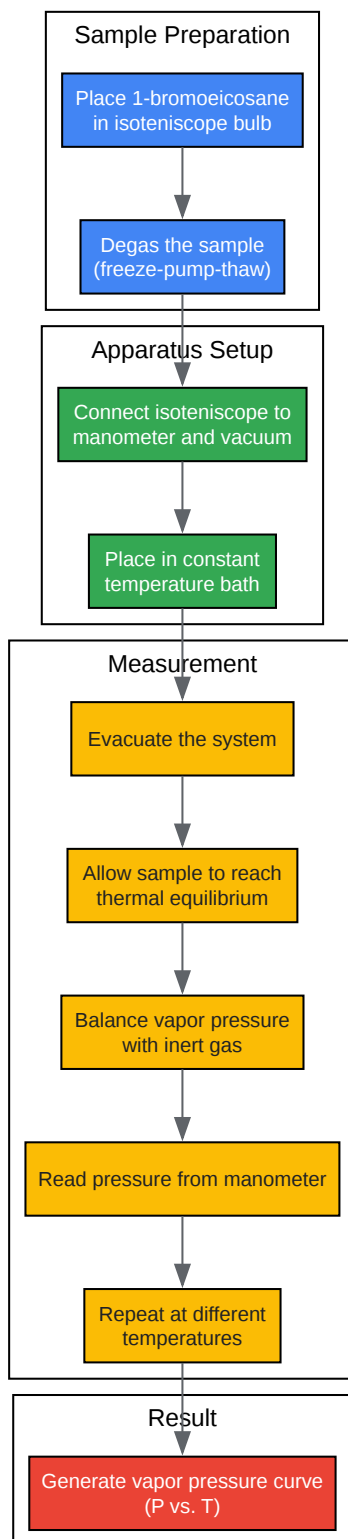 Sample Preparation
Place 1-bromoeicosane
in isoteniscope bulb
Degas the sample
(freeze-pump-thaw)
Apparatus Setup
Connect isoteniscope to
manometer and vacuum
Place in constant
temperature bath
Measurement
Evacuate the system
Allow sample to reach
thermal equilibrium
Balance vapor pressure
with inert gas
Read pressure from manometer
Repeat at different
temperatures
Result
Generate vapor pressure curve
(P vs. T)